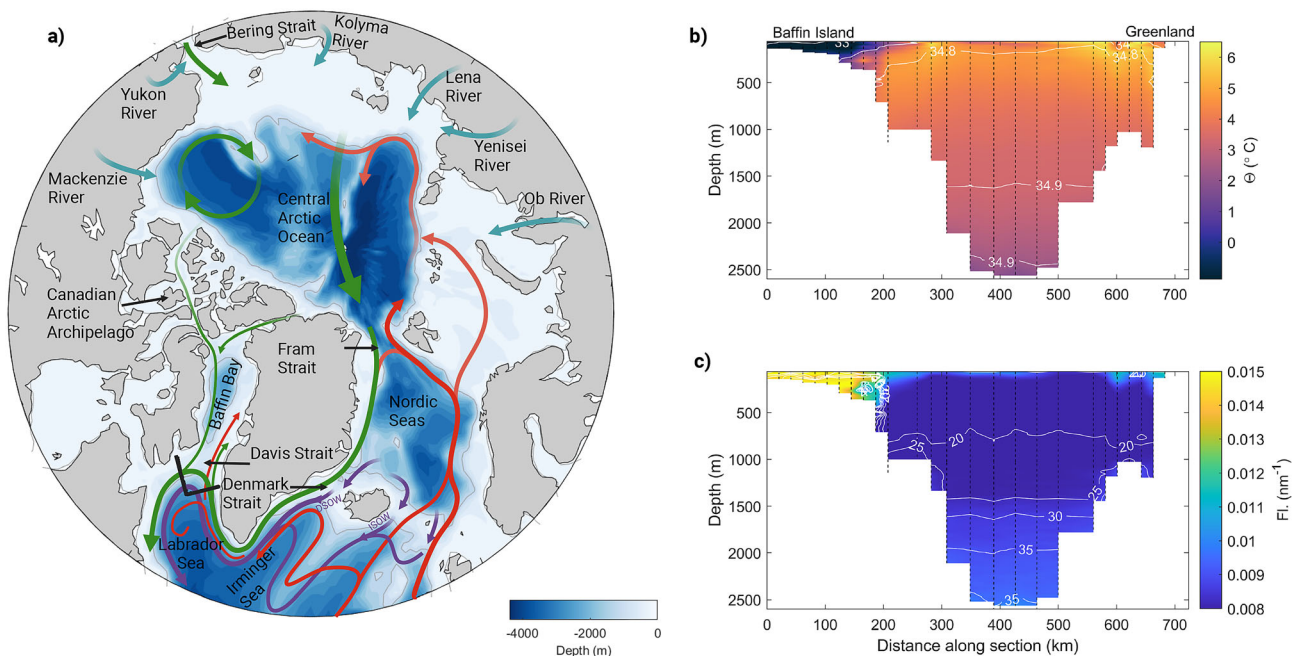 a)
Bering Strait
Kolyma
River
Lena
River
Yukon
River
Yenisei
River
Mackenzie
River
Central
Arctic
Ocean
Ob River
Canadian
Arctic
Archipelago
Fram
Strait
Baffin Bay
Nordic
Seas
Davis Strait
Denmark
Strait
DSOW
ISOW
Labrador
Sea
Irminger
Sea
-4000 -2000 0
Depth (m)
b)
Baffin Island Greenland
33
34.8
34.8
34.9
34.9
500
1000
1500
2000
2500
Depth (m)
0 100 200 300 400 500 600 700
6
5
4
3
2
1
0
Θ (° C)
c)
20
20
25
25
30
35
35
500
1000
1500
2000
2500
Depth (m)
0 100 200 300 400 500 600 700
Distance along section (km)
0.015
0.014
0.013
0.012
0.011
0.010
0.009
0.008
Fl. (nm⁻¹)